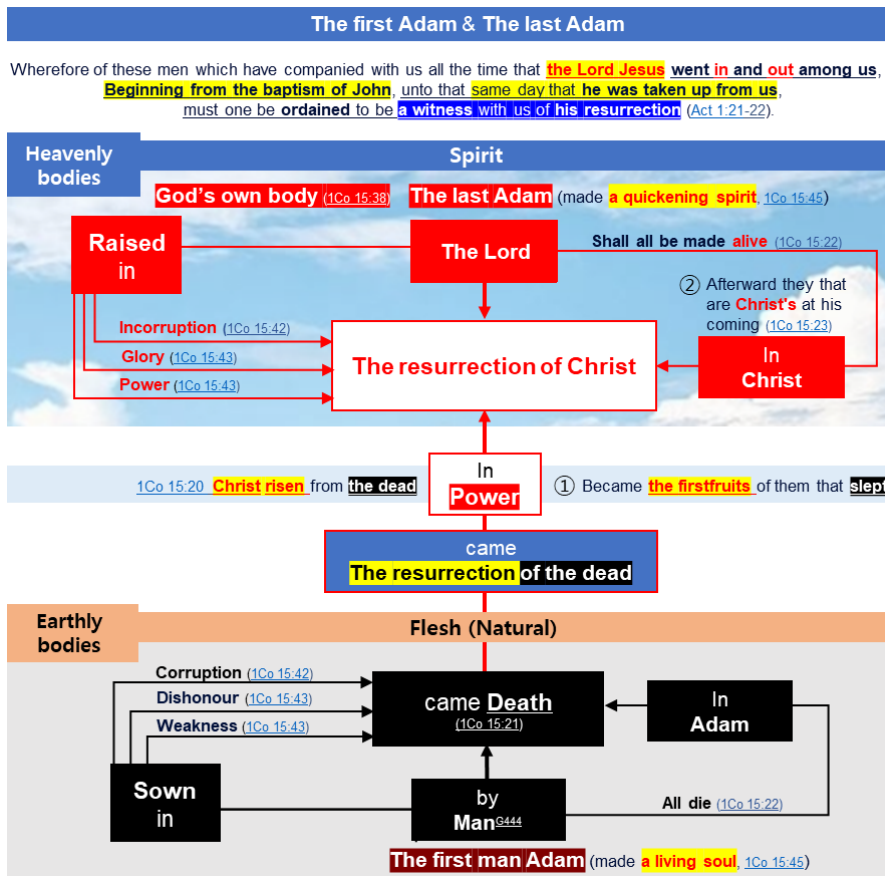 The first Adam & The last Adam
Wherefore of these men which have companied with us all the time that the Lord Jesus went in and out among us,
Beginning from the baptism of John, unto that same day that he was taken up from us,
must one be ordained to be a witness with us of his resurrection (Act 1:21-22).
Heavenly
bodies
Spirit
God's own body (1Co 15:38) The last Adam (made a quickening spirit, 1Co 15:45)
Raised
in
The Lord
Shall all be made alive (1Co 15:22)
② Afterward they that
are Christ's at his
coming (1Co 15:23)
Incorruption (1Co 15:42)
Glory (1Co 15:43)
Power (1Co 15:43)
The resurrection of Christ
In
Christ
1Co 15:20 Christ risen from the dead
In
Power
① Became the firstfruits of them that slept
came
The resurrection of the dead
Earthly
bodies
Flesh (Natural)
Corruption (1Co 15:42)
Dishonour (1Co 15:43)
Weakness (1Co 15:43)
came Death
(1Co 15:21)
In
Adam
Sown
in
by
Man G444
All die (1Co 15:22)
The first man Adam (made a living soul, 1Co 15:45)